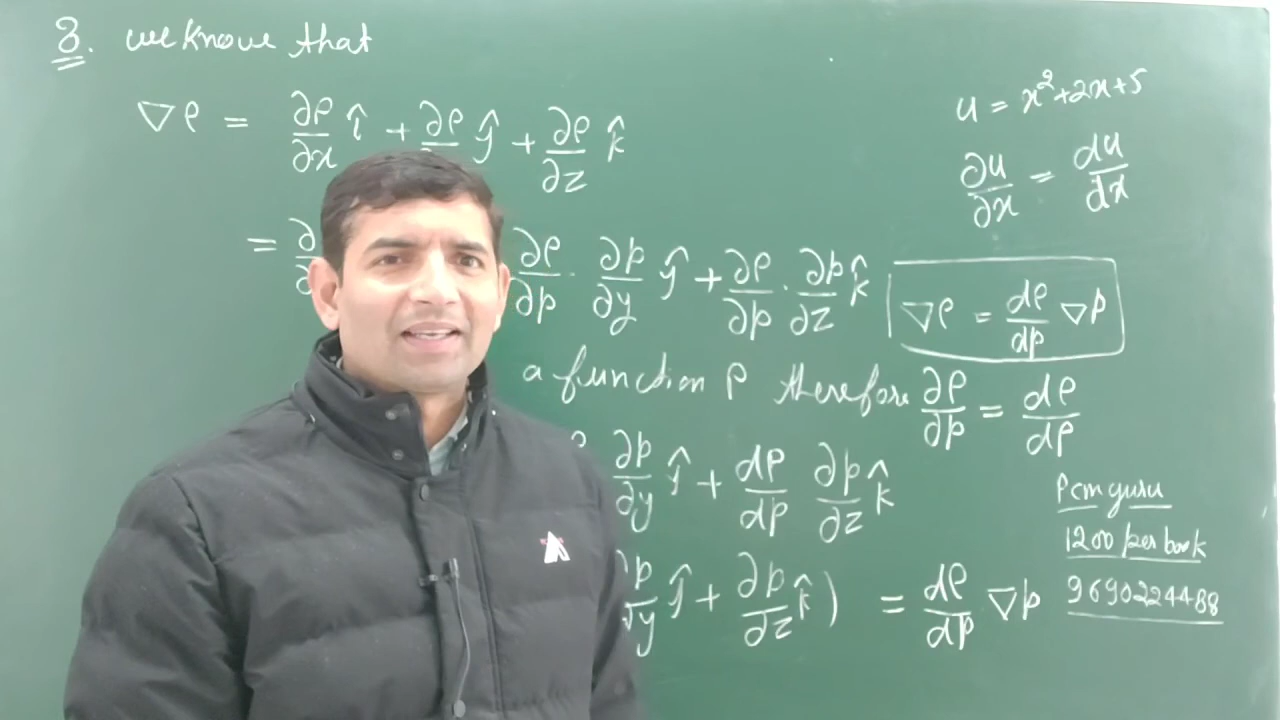 8. we know that
∇ρ = ∂ρ/∂x î + ∂ρ/∂ ĵ + ∂ρ/∂z k̂
= ∂/∂ ∂ρ/∂p · ∂p/∂y ĵ + ∂ρ/∂p · ∂p/∂z k̂
a function p therefore ∂ρ/∂p = dρ/dp
∂p/∂y ĵ + dρ/dp ∂p/∂z k̂
∂p/∂y ĵ + ∂p/∂z k̂) = dρ/dp ∇p
u = x²+2x+5
∂u/∂x = du/dx
∇ρ = dρ/dp ∇p
Pcm guru
1200 per book
9690224488